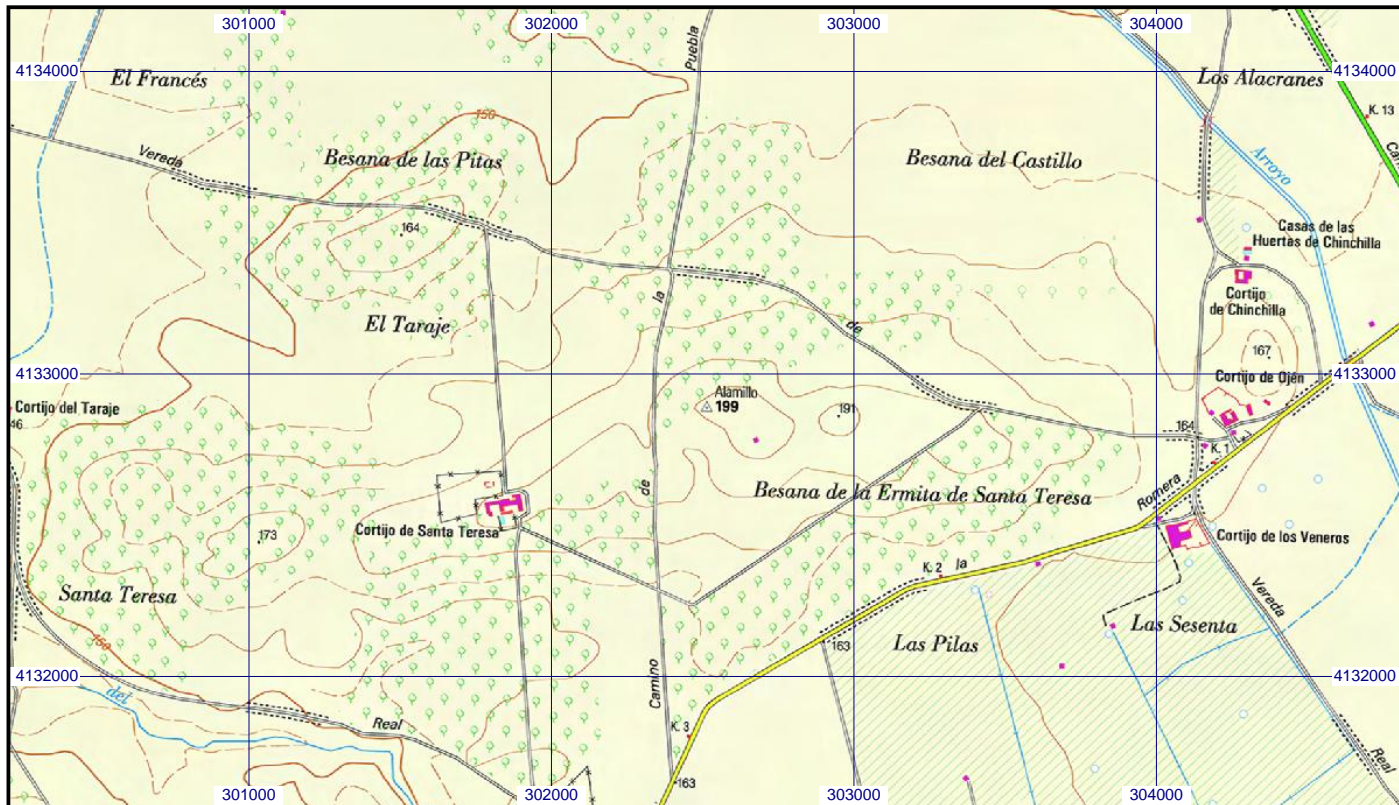 301000
302000
303000
304000
4134000
4134000
El Francés
Puebla
Los Alacranes
K. 13
150
Vereda
Besana de las Pitas
Besana del Castillo
Arroyo
164
Casas de las
Huertas de Chinchilla
la
Cortijo
de Chinchilla
El Taraje
de
167
4133000
4133000
Cortijo de Ojén
Alamillo
199
191
Cortijo del Taraje
46
164
K. 1
de
Besana de la Ermita de Santa Teresa
Romera
Cortijo de Santa Teresa
173
Cortijo de los Veneros
K. 2
la
Santa Teresa
Vereda
Las Sesenta
150
163
Las Pilas
4132000
4132000
del
Camino
Real
K. 3
Real
163
301000
302000
303000
304000